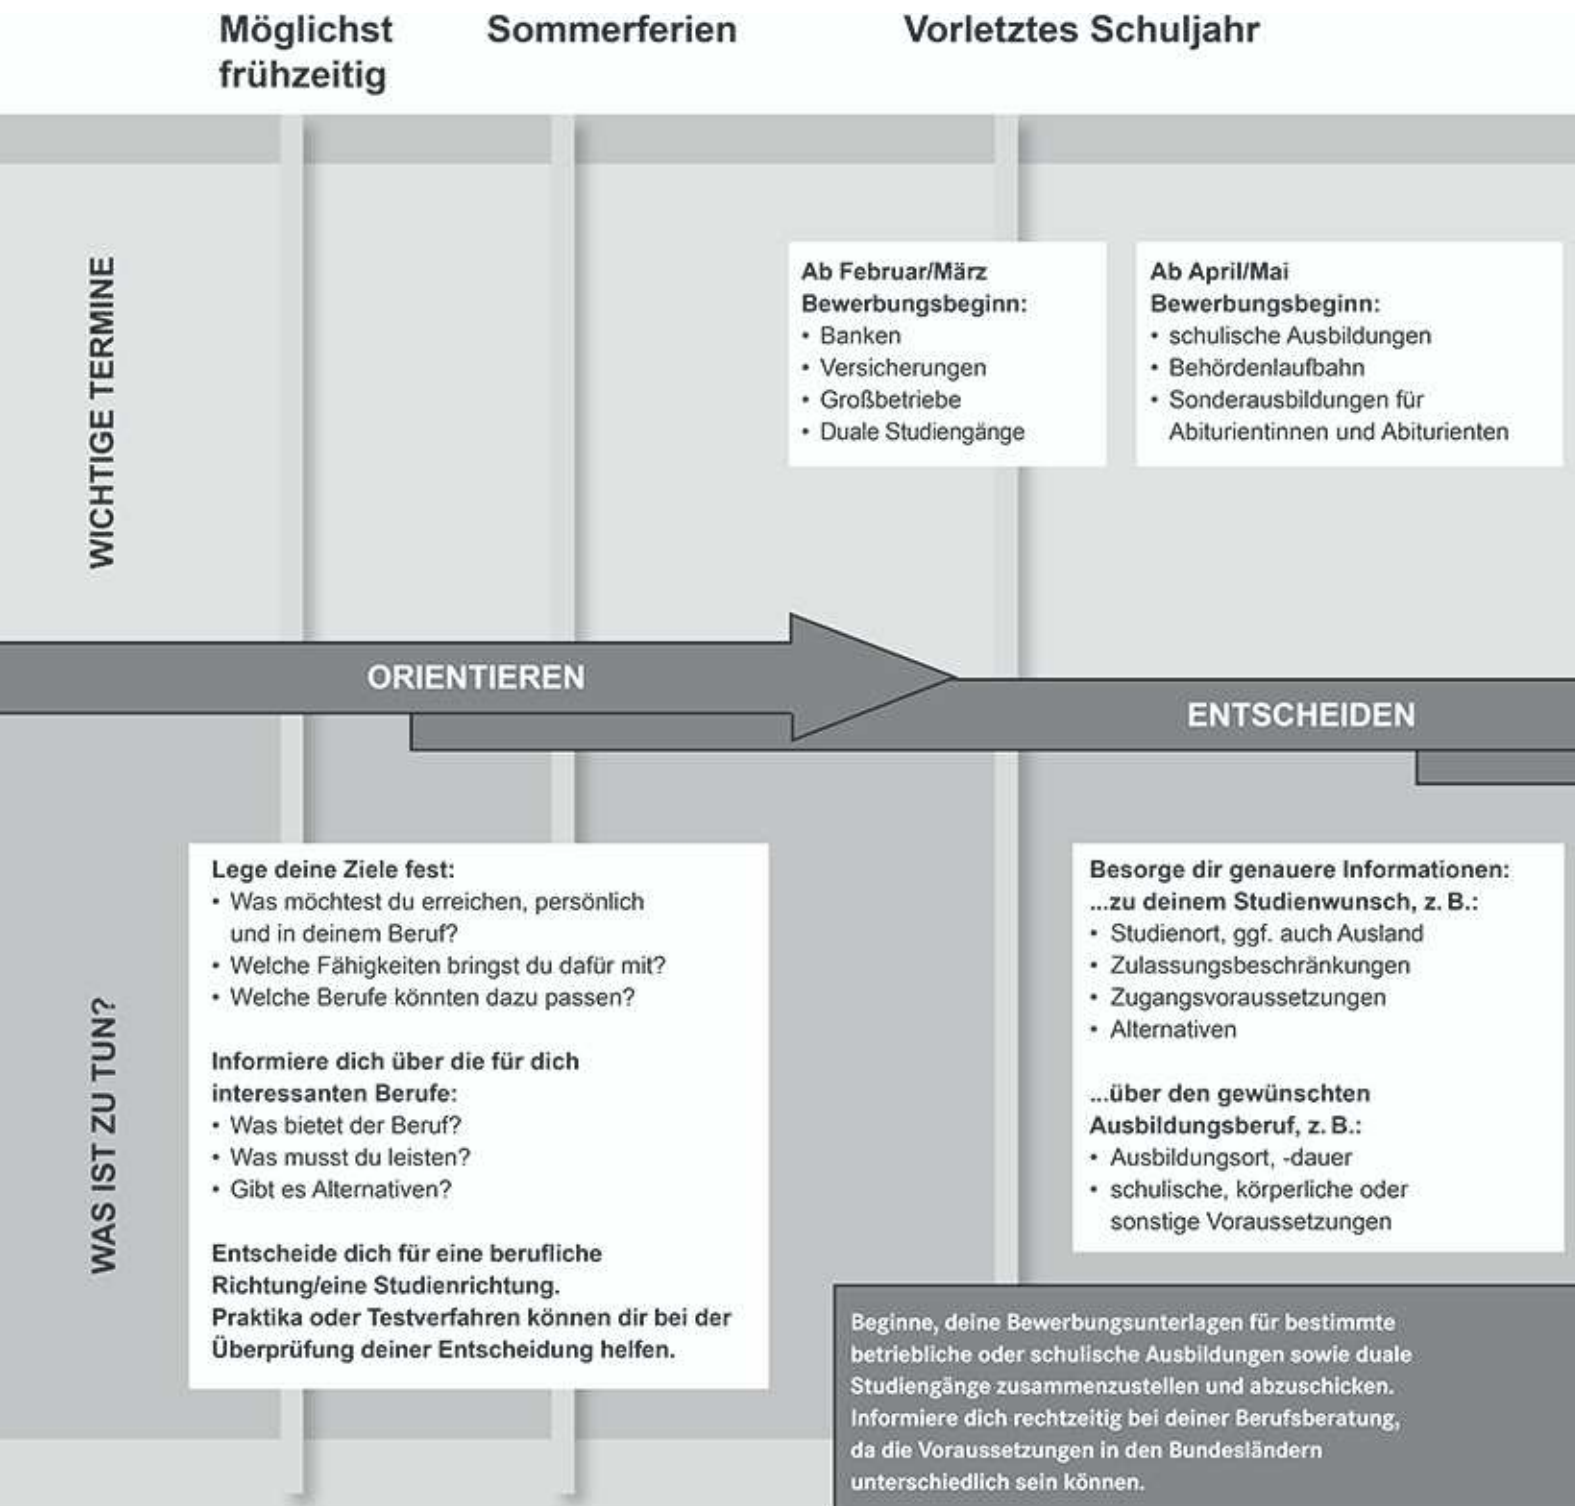 Möglichst
frühzeitig
Sommerferien
Vorletztes Schuljahr
WICHTIGE TERMINE
Ab Februar/März
Bewerbungsbeginn:
• Banken
• Versicherungen
• Großbetriebe
• Duale Studiengänge
Ab April/Mai
Bewerbungsbeginn:
• schulische Ausbildungen
• Behördenlaufbahn
• Sonderausbildungen für
Abiturientinnen und Abiturienten
ORIENTIEREN
ENTSCHEIDEN
WAS IST ZU TUN?
Lege deine Ziele fest:
• Was möchtest du erreichen, persönlich
und in deinem Beruf?
• Welche Fähigkeiten bringst du dafür mit?
• Welche Berufe könnten dazu passen?
Informiere dich über die für dich
interessanten Berufe:
• Was bietet der Beruf?
• Was musst du leisten?
• Gibt es Alternativen?
Entscheide dich für eine berufliche
Richtung/eine Studienrichtung.
Praktika oder Testverfahren können dir bei der
Überprüfung deiner Entscheidung helfen.
Besorge dir genauere Informationen:
...zu deinem Studienwunsch, z. B.:
• Studienort, ggf. auch Ausland
• Zulassungsbeschränkungen
• Zugangsvoraussetzungen
• Alternativen
...über den gewünschten
Ausbildungsberuf, z. B.:
• Ausbildungsort, -dauer
• schulische, körperliche oder
sonstige Voraussetzungen
Beginne, deine Bewerbungsunterlagen für bestimmte
betriebliche oder schulische Ausbildungen sowie duale
Studiengänge zusammenzustellen und abzuschicken.
Informiere dich rechtzeitig bei deiner Berufsberatung,
da die Voraussetzungen in den Bundesländern
unterschiedlich sein können.